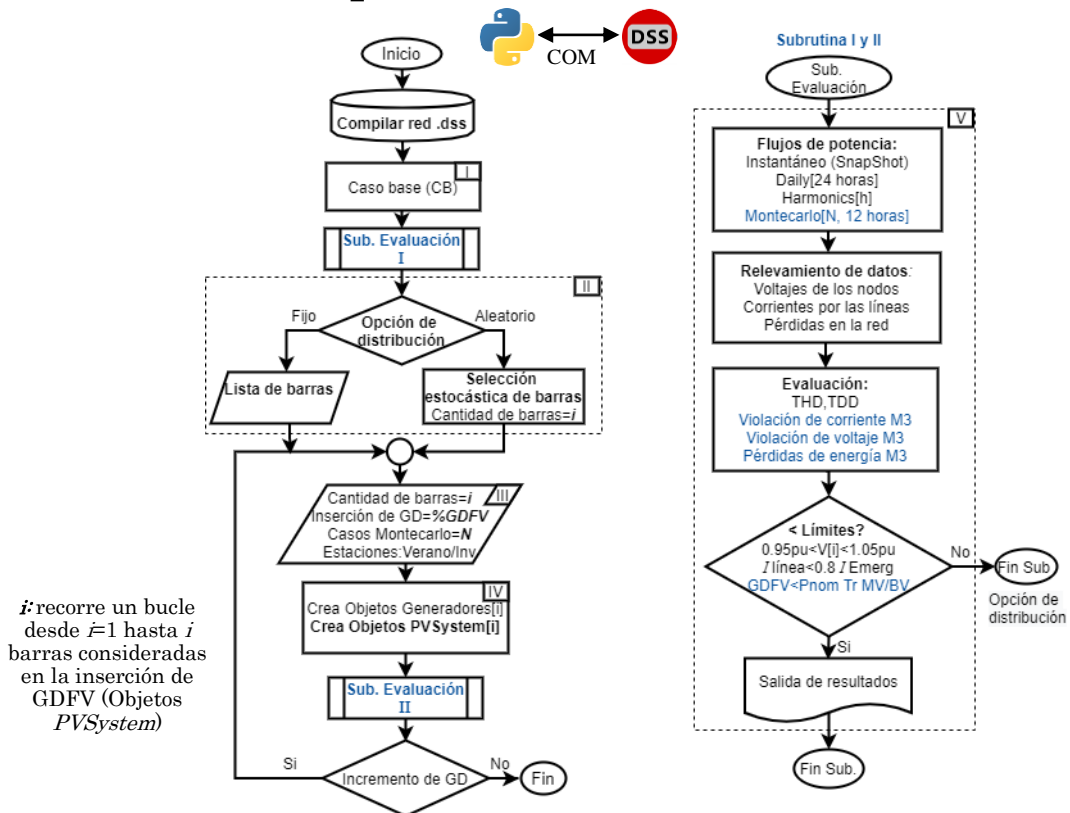 DSS
COM
Inicio
Compilar red .dss
I
Caso base (CB)
Sub. Evaluación
I
II
Fijo
Aleatorio
Opción de
distribución
Lista de barras
Selección
estocástica de barras
Cantidad de barras=i
III
Cantidad de barras=i
Inserción de GD=%GDFV
Casos Montecarlo=N
Estaciones:Verano/Inv
IV
Crea Objetos Generadores[i]
Crea Objetos PVSystem[i]
Sub. Evaluación
II
Si
Incremento de GD
No
Fin
i: recorre un bucle
desde i=1 hasta i
barras consideradas
en la inserción de
GDFV (Objetos
PVSystem)
Subrutina I y II
Sub.
Evaluación
V
Flujos de potencia:
Instantáneo (SnapShot)
Daily[24 horas]
Harmonics[h]
Montecarlo[N, 12 horas]
Relevamiento de datos:
Voltajes de los nodos
Corrientes por las líneas
Pérdidas en la red
Evaluación:
THD,TDD
Violación de corriente M3
Violación de voltaje M3
Pérdidas de energía M3
< Límites?
0.95pu<V[i]<1.05pu
I línea<0.8 I Emerg
GDFV<Pnom Tr MV/BV
No
Fin Sub
Opción de
distribución
Si
Salida de resultados
Fin Sub.